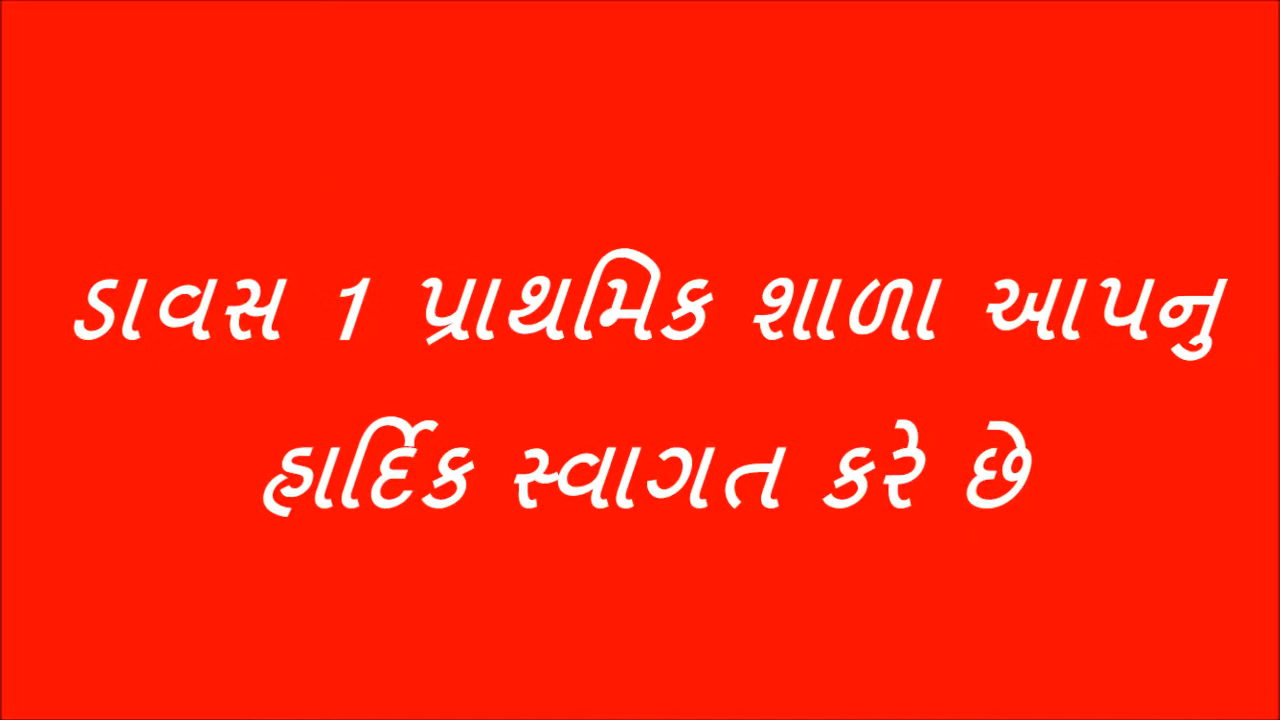 ડાવસ 1 પ્રાથમિક શાળા આપનુ
હાર્દિક સ્વાગત કરે છે